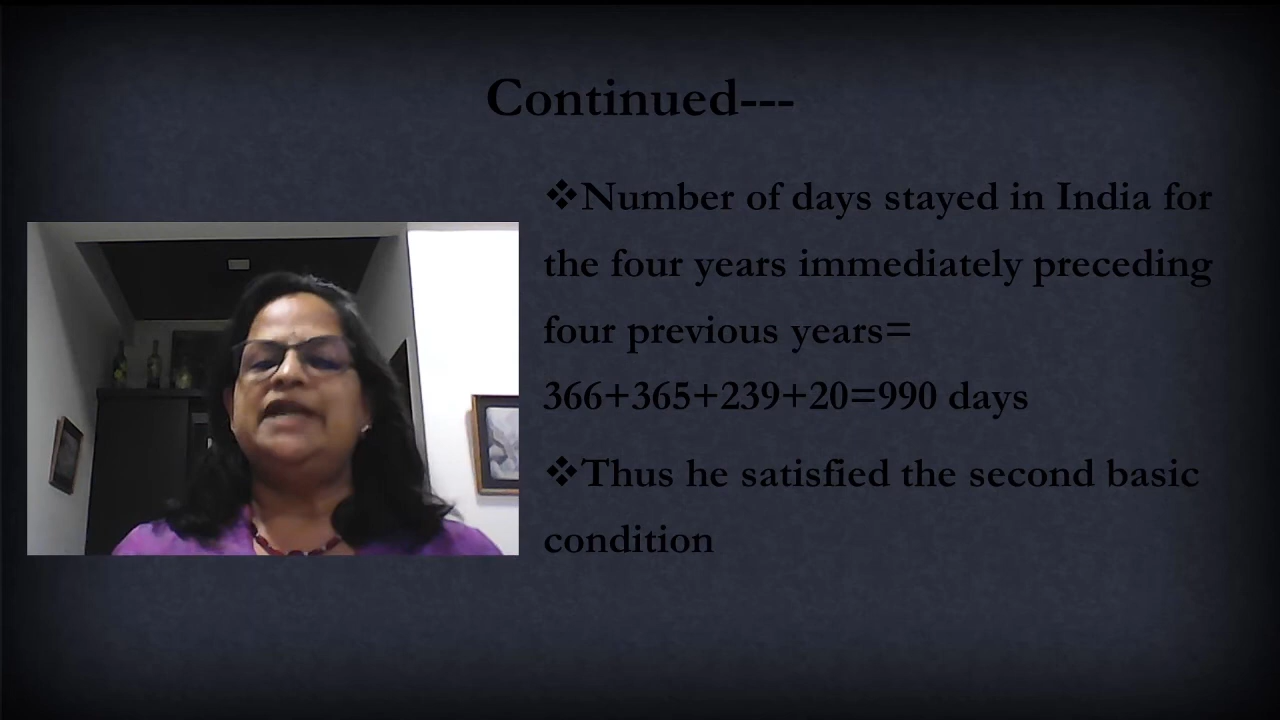 Continued---
❖Number of days stayed in India for
the four years immediately preceding
four previous years=
366+365+239+20=990 days
❖Thus he satisfied the second basic
condition